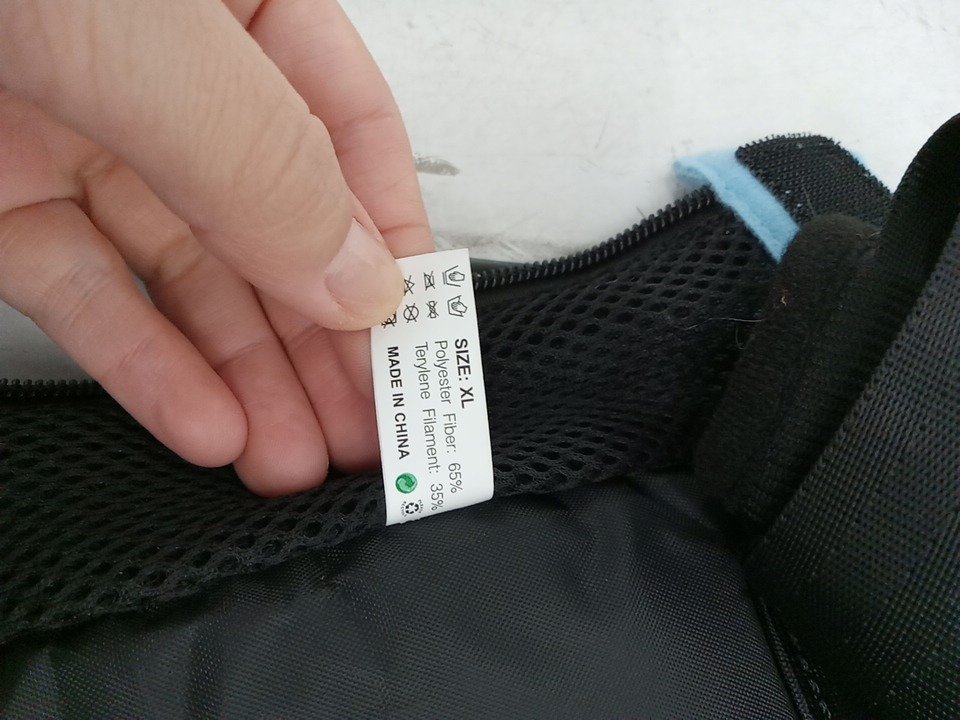 SIZE: XL
Polyester Fiber: 65%
Terylene Filament: 35%
MADE IN CHINA